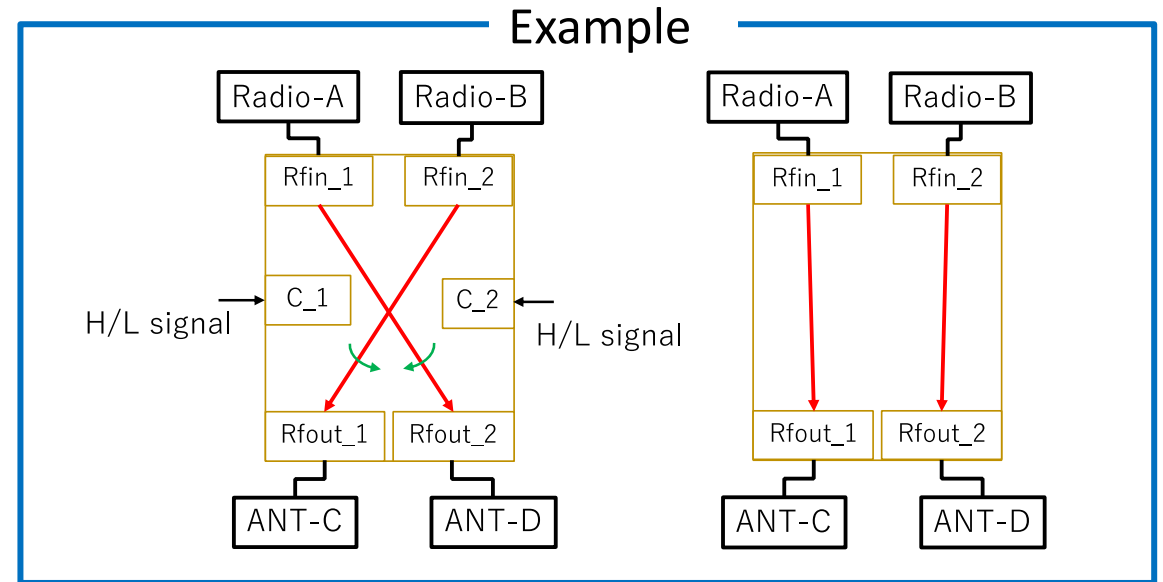 Example
Radio-A
Radio-B
Rfin_1
Rfin_2
C_1
C_2
H/L signal
H/L signal
Rfout_1
Rfout_2
ANT-C
ANT-D
Radio-A
Radio-B
Rfin_1
Rfin_2
Rfout_1
Rfout_2
ANT-C
ANT-D